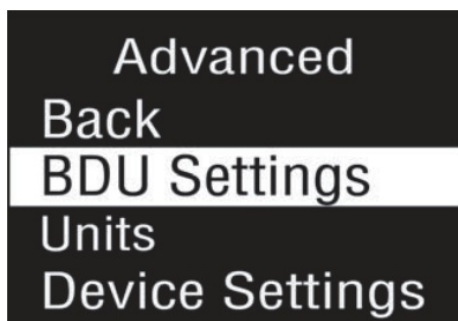 Advanced
Back
BDU Settings
Units
Device Settings